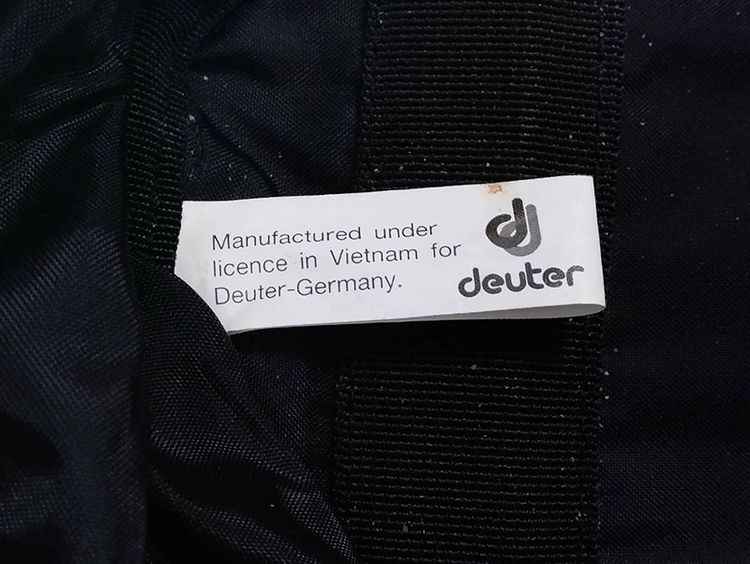 Manufactured under
licence in Vietnam for
Deuter-Germany.
deuter